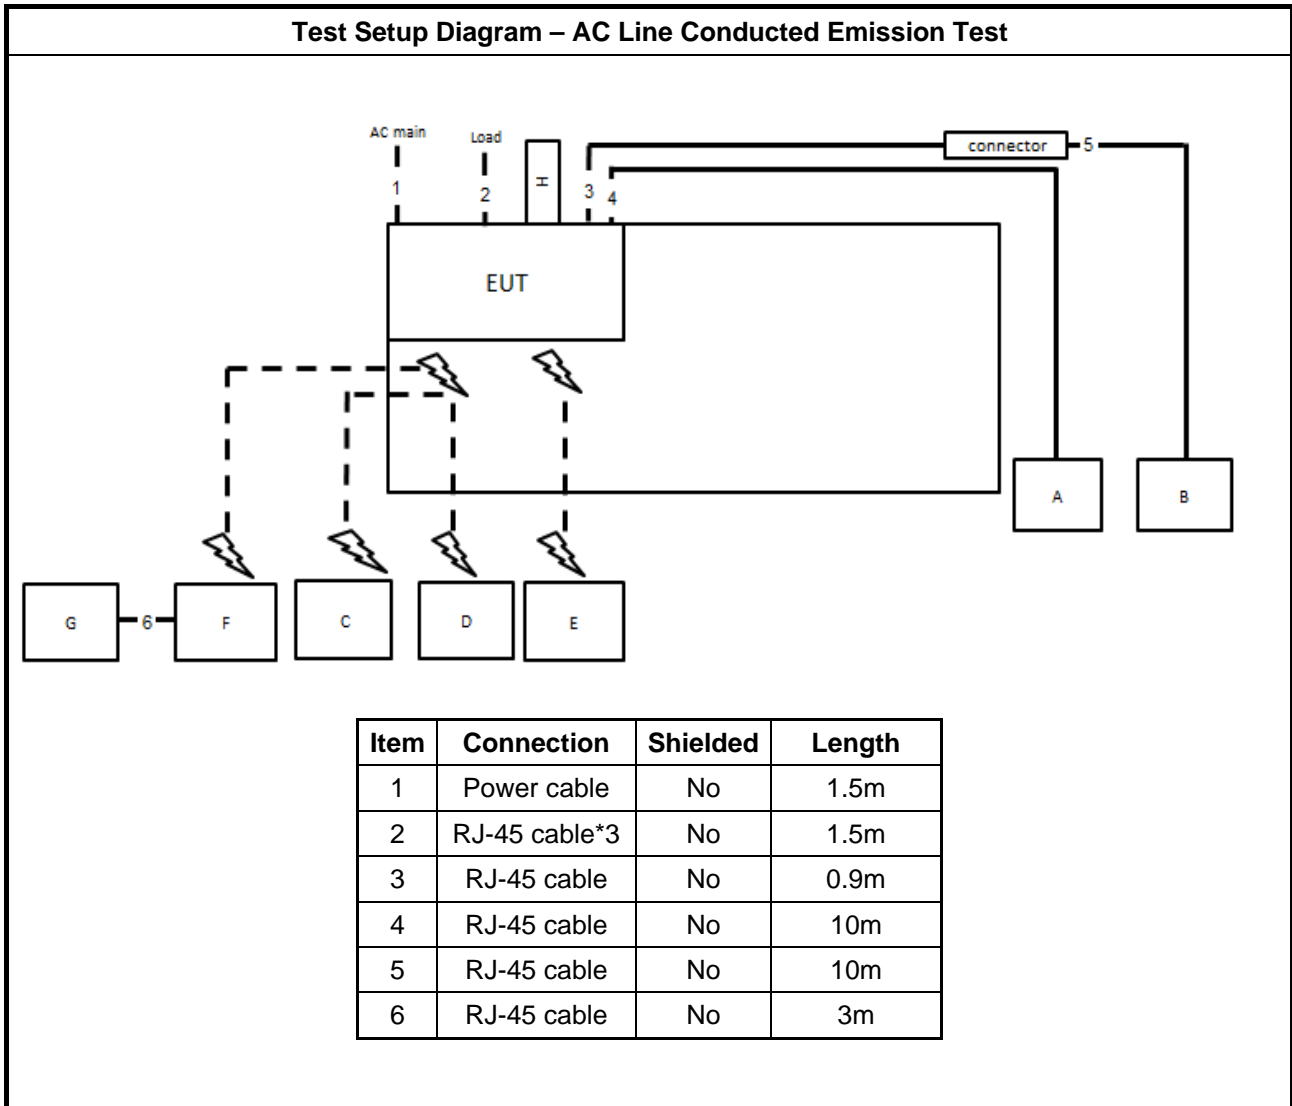 Test Setup Diagram – AC Line Conducted Emission Test
AC main
Load
connector
5
1
2
H
3
4
EUT
A
B
G
6
F
C
D
E
Item Connection Shielded Length
1 Power cable No 1.5m
2 RJ-45 cable*3 No 1.5m
3 RJ-45 cable No 0.9m
4 RJ-45 cable No 10m
5 RJ-45 cable No 10m
6 RJ-45 cable No 3m